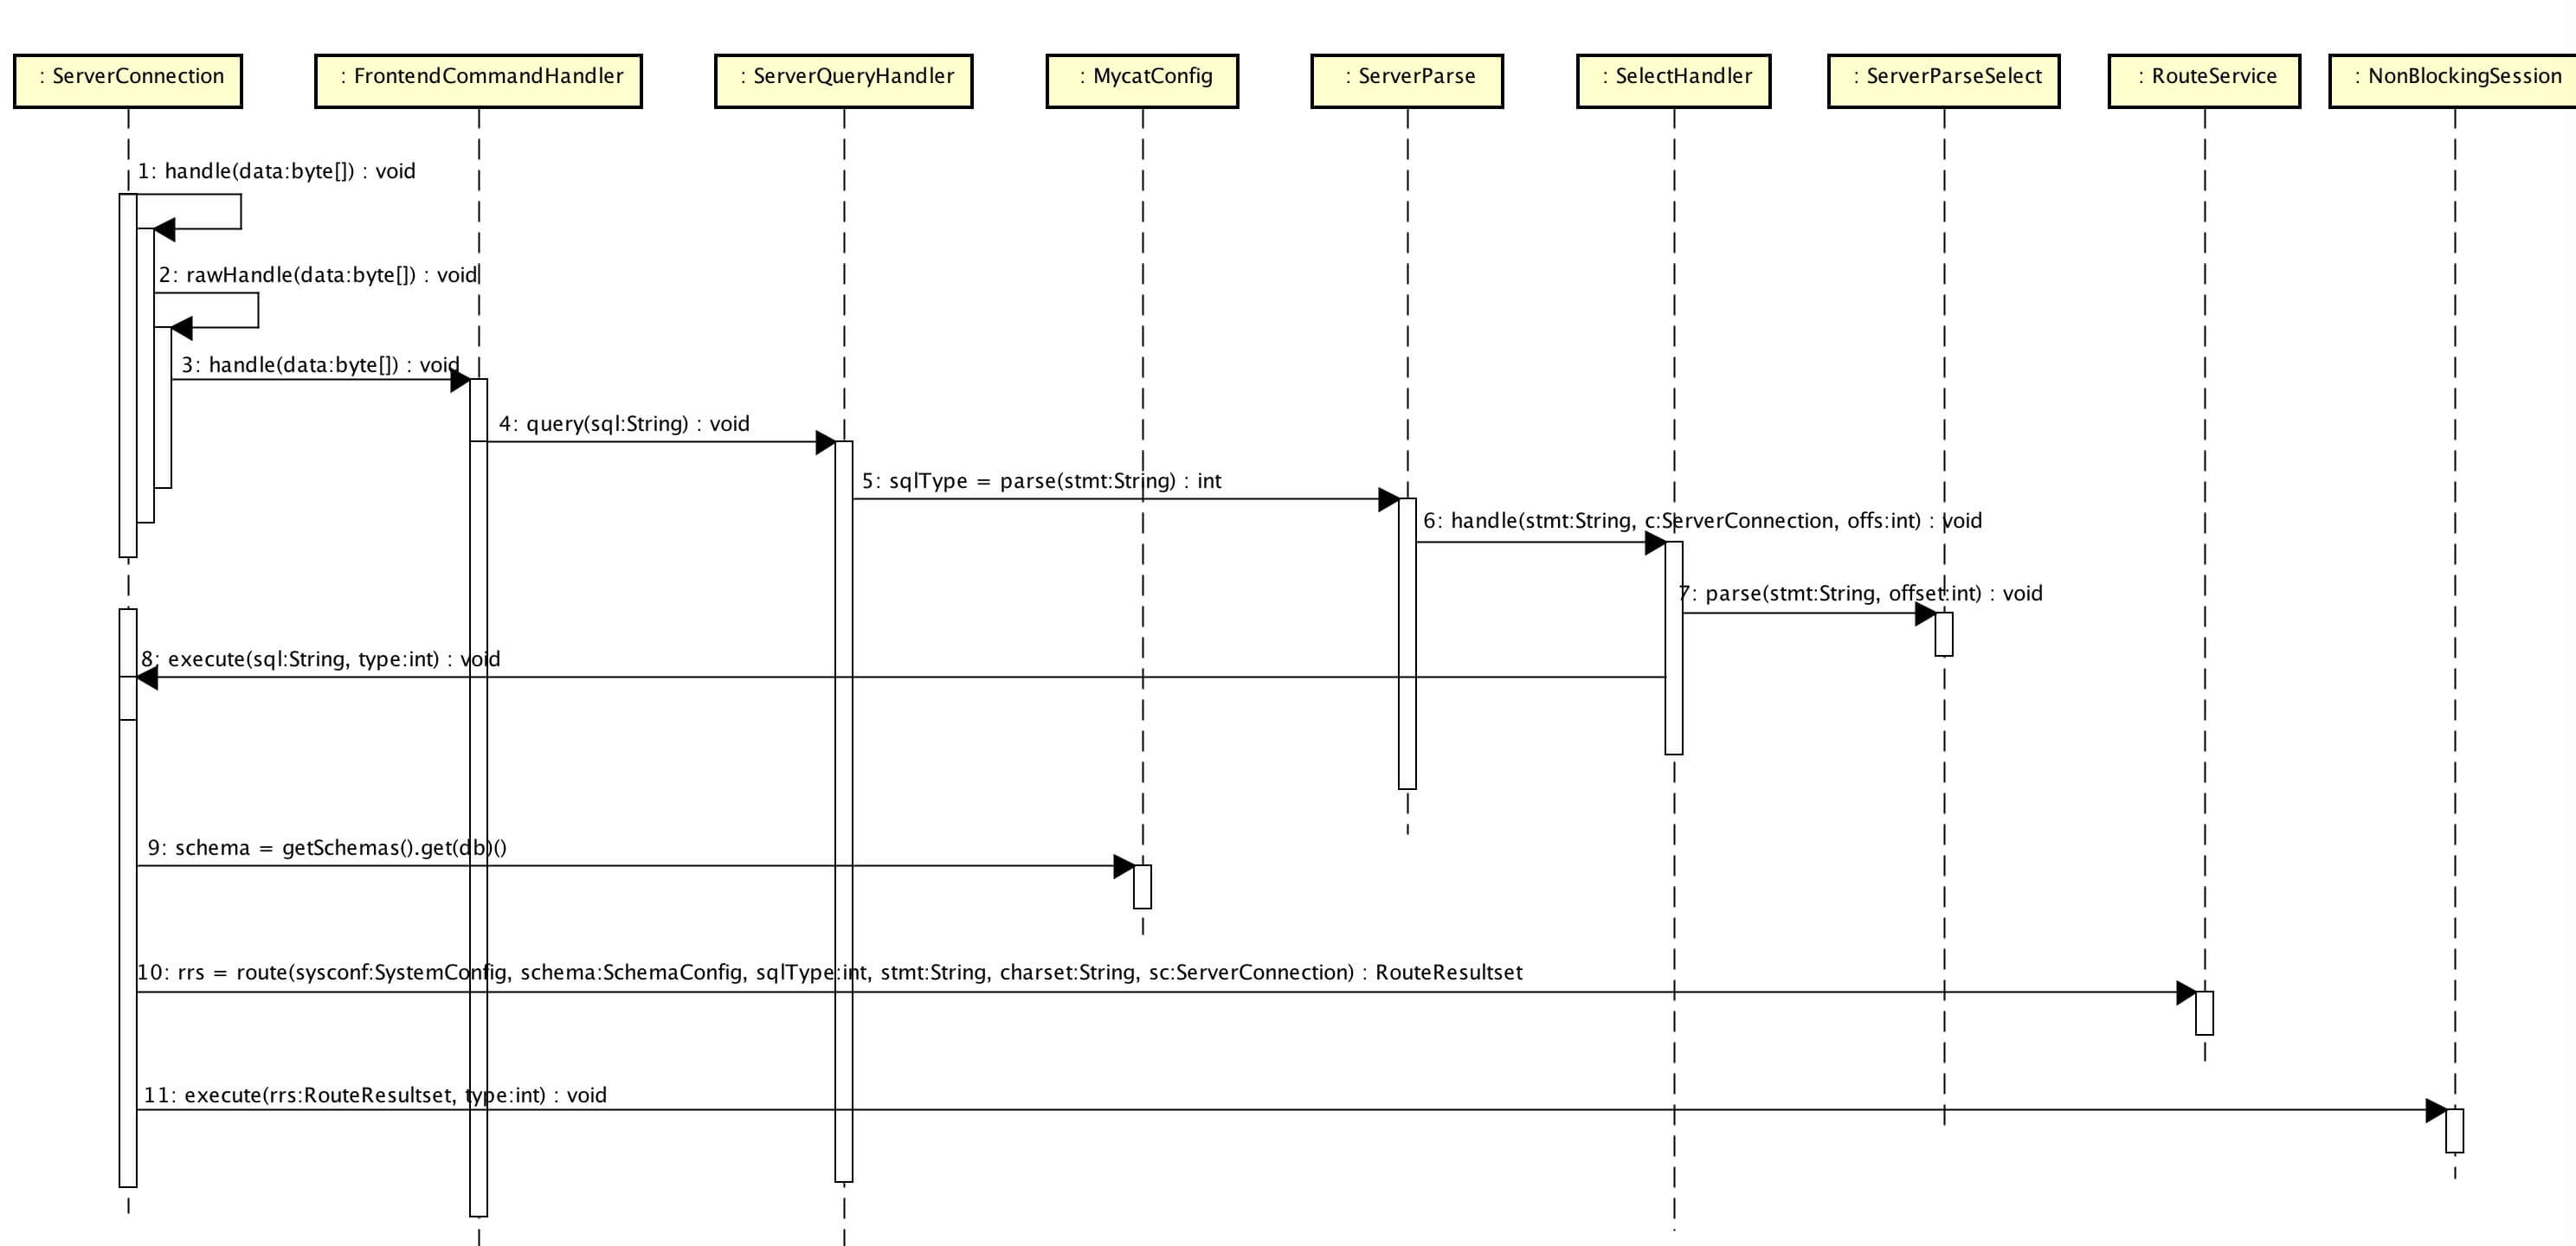 : ServerConnection
: FrontendCommandHandler
: ServerQueryHandler
: MycatConfig
: ServerParse
: SelectHandler
: ServerParseSelect
: RouteService
: NonBlockingSession
1: handle(data:byte[]) : void
2: rawHandle(data:byte[]) : void
3: handle(data:byte[]) : void
4: query(sql:String) : void
5: sqlType = parse(stmt:String) : int
6: handle(stmt:String, c:ServerConnection, offs:int) : void
7: parse(stmt:String, offset:int) : void
8: execute(sql:String, type:int) : void
9: schema = getSchemas().get(db)()
10: rrs = route(sysconf:SystemConfig, schema:SchemaConfig, sqlType:int, stmt:String, charset:String, sc:ServerConnection) : RouteResultset
11: execute(rrs:RouteResultset, type:int) : void